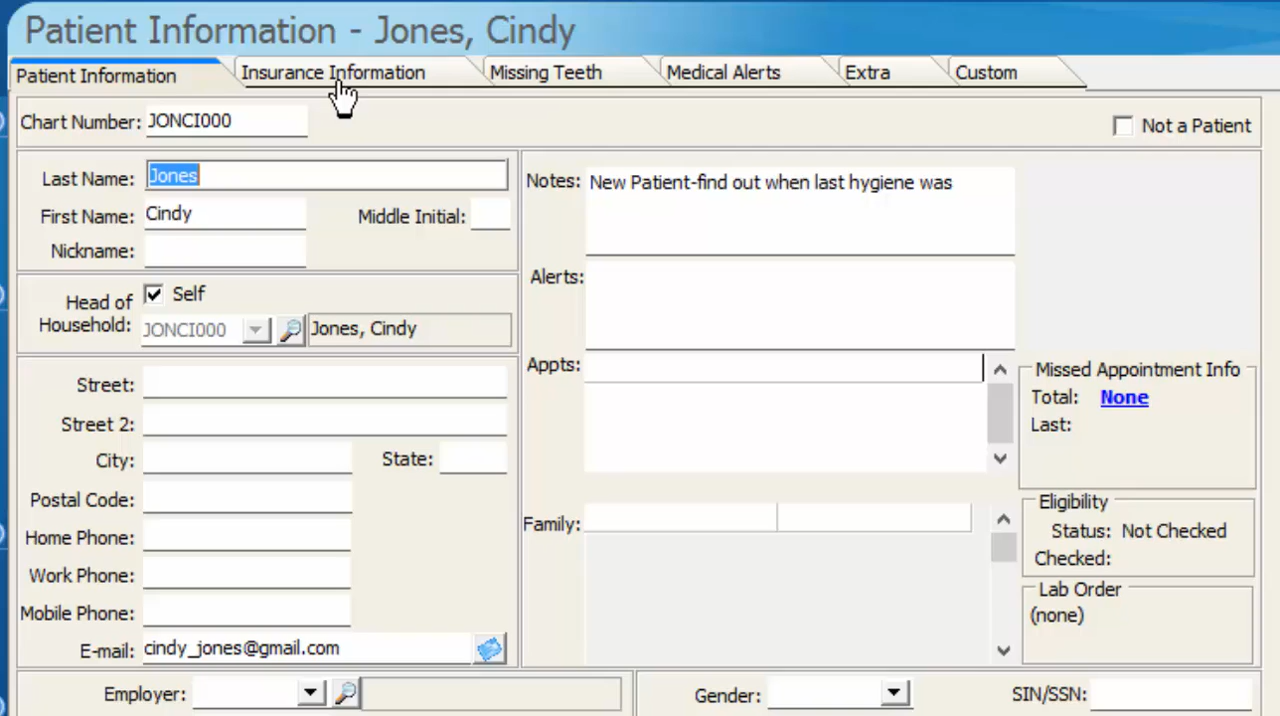 Patient Information - Jones, Cindy
Patient Information Insurance Information Missing Teeth Medical Alerts Extra Custom
Chart Number: JONCI000
Not a Patient
Last Name: Jones
First Name: Cindy Middle Initial:
Nickname:
Head of Household: Self
JONCI000 Jones, Cindy
Street:
Street 2:
City: State:
Postal Code:
Home Phone:
Work Phone:
Mobile Phone:
E-mail: cindy_jones@gmail.com
Notes: New Patient-find out when last hygiene was
Alerts:
Appts:
Family:
Missed Appointment Info
Total: None
Last:
Eligibility
Status: Not Checked
Checked:
Lab Order
(none)
Employer:
Gender:
SIN/SSN: